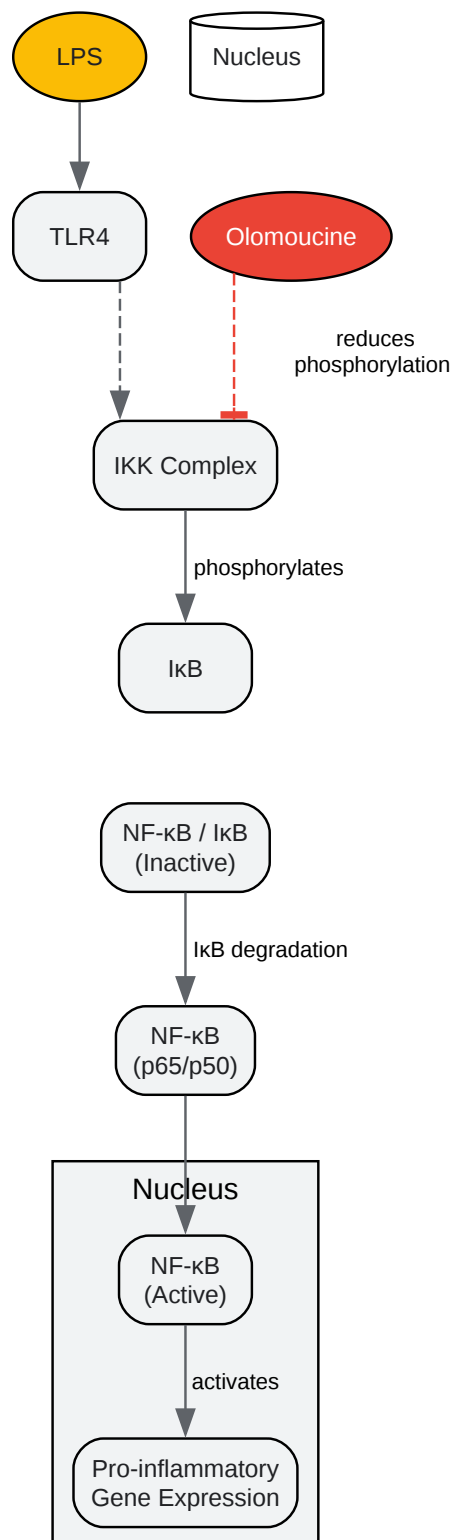 LPS
Nucleus
TLR4
Olomoucine
reduces
phosphorylation
IKK Complex
phosphorylates
IκB
NF-κB / IκB
(Inactive)
IκB degradation
NF-κB
(p65/p50)
Nucleus
NF-κB
(Active)
activates
Pro-inflammatory
Gene Expression